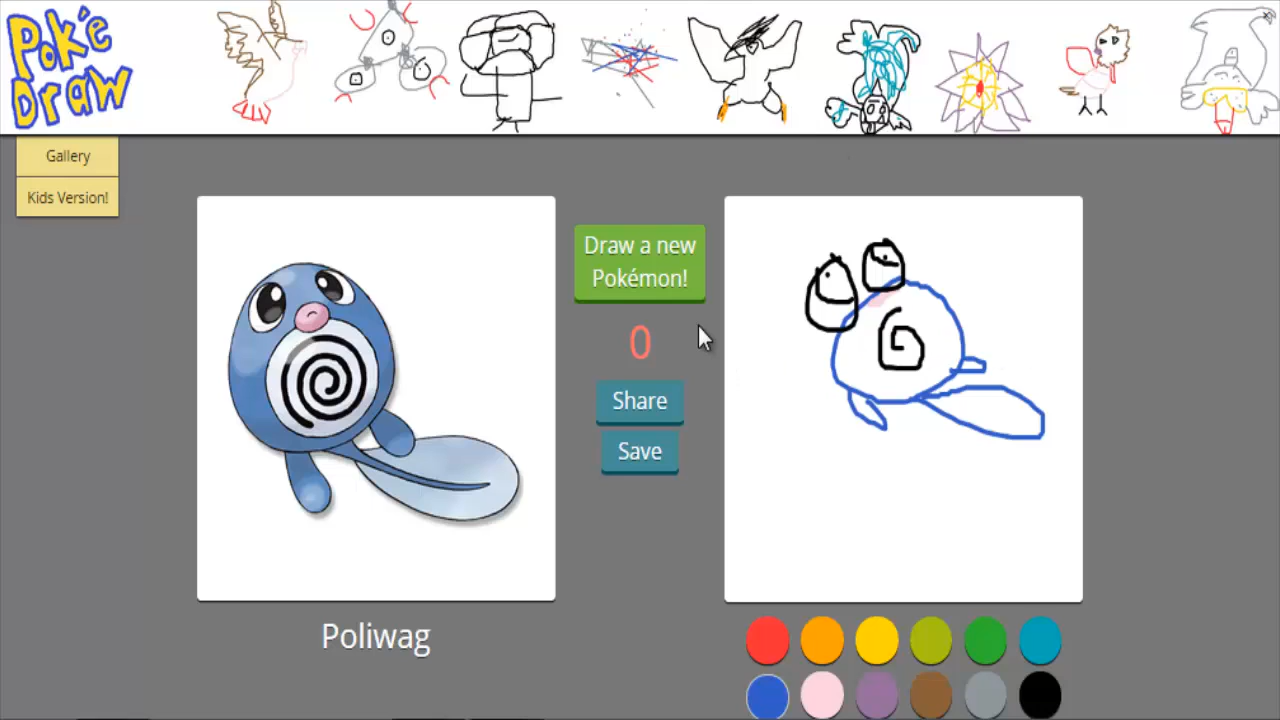 Poké
Draw
Gallery
Kids Version!
Draw a new
Pokémon!
0
Share
Save
Poliwag